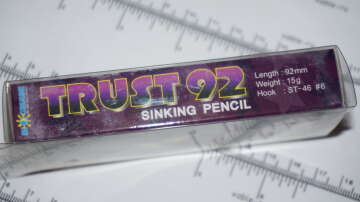 TRUST 92
SINKING PENCIL
Length : 92mm
Weight : 15g
Hook : ST-46 #6